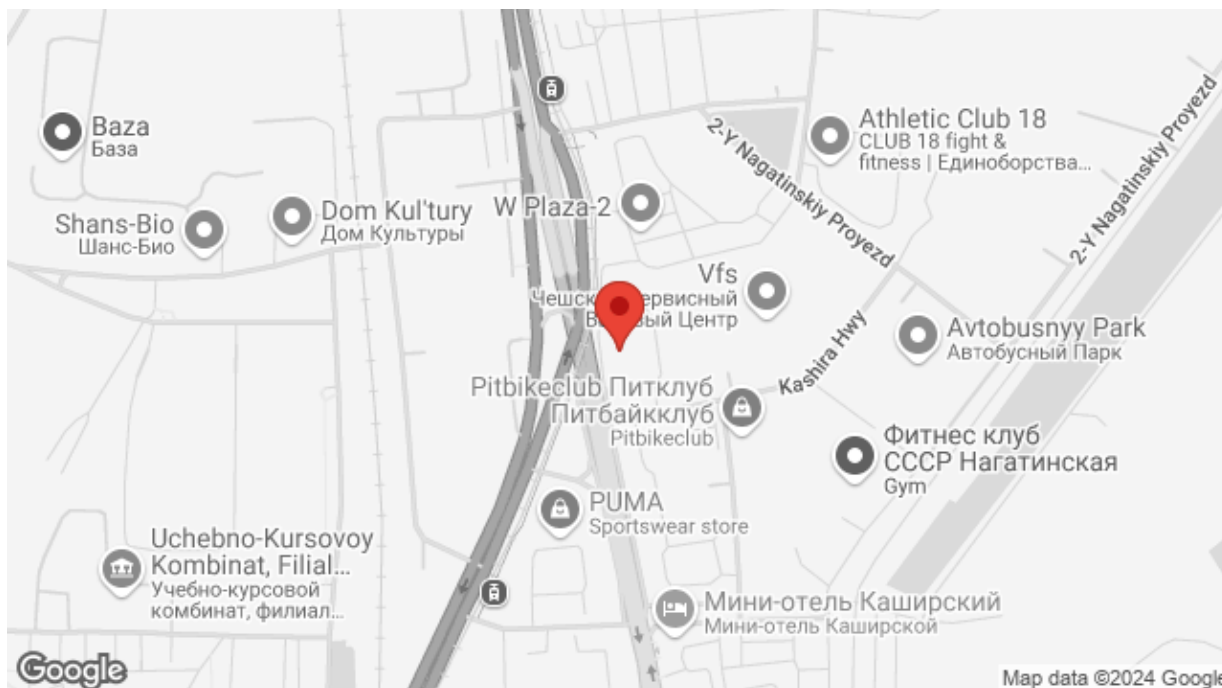 Baza
База
Shans-Bio
Шанс-Био
Dom Kul'tury
Дом Культуры
W Plaza-2
2-Y Nagatinskiy Proyezd
Athletic Club 18
CLUB 18 fight &
fitness | Единоборства...
2-Y Nagatinskiy Proyezd
Vfs
Центр
Kashira Hwy
Avtobusnyy Park
Автобусный Парк
Pitbikeclub Питклуб
Питбайкклуб
Pitbikeclub
Фитнес клуб
СССР Нагатинская
Gym
PUMA
Sportswear store
Uchebno-Kursovoy
Kombinat, Filial...
Учебно-курсовой
комбинат, филиал...
Мини-отель Каширский
Мини-отель Каширской
Google
Map data ©2024 Google